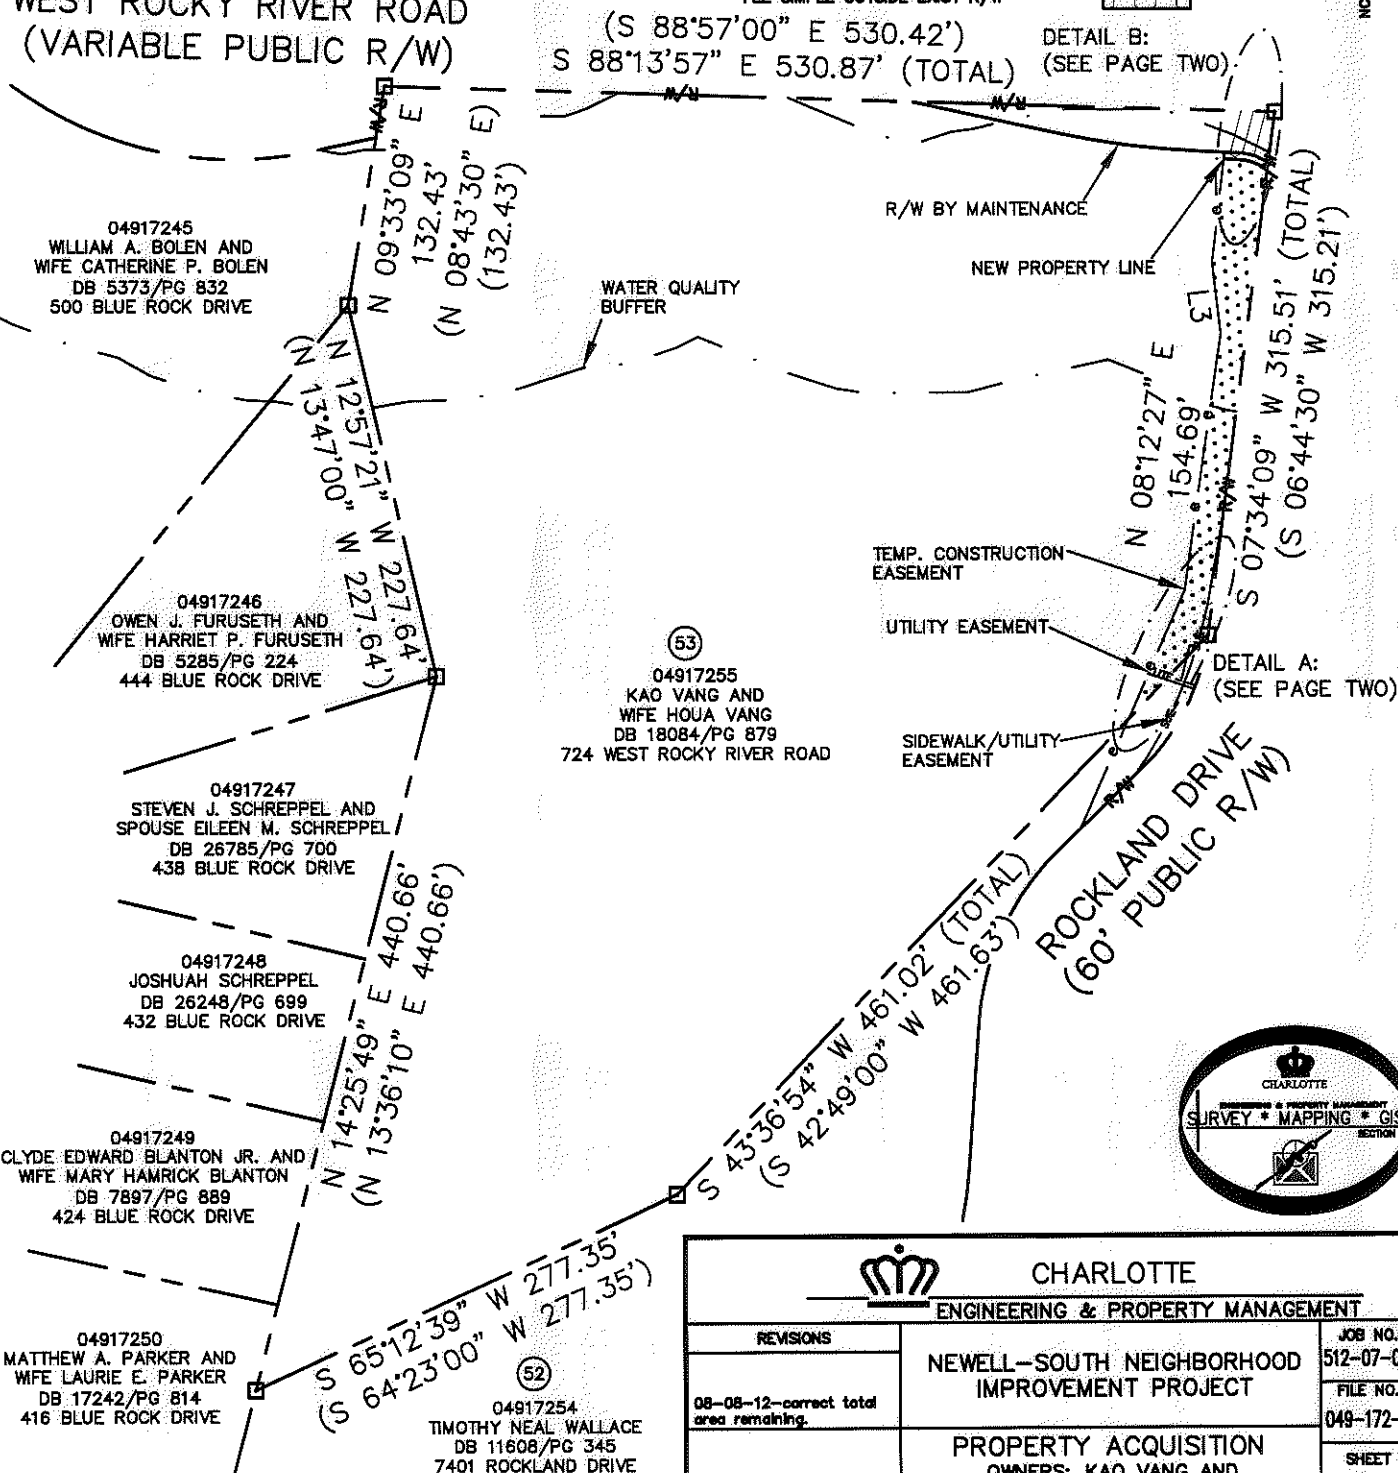 WEST ROCKY RIVER ROAD
(VARIABLE PUBLIC R/W)
(S 88°57'00" E 530.42')
S 88°13'57" E 530.87' (TOTAL)
DETAIL B:
(SEE PAGE TWO)
R/W
R/W
R/W
N 09°33'09" E
132.43'
(N 08°43'30" E)
(132.43')
R/W BY MAINTENANCE
NEW PROPERTY LINE
R/W
04917245
WILLIAM A. BOLEN AND
WIFE CATHERINE P. BOLEN
DB 5373/PG 832
500 BLUE ROCK DRIVE
WATER QUALITY
BUFFER
L3
S 07°34'09" W 315.51' (TOTAL)
(S 06°44'30" W 315.21')
N 08°12'27" E
154.69'
R/W
N 12°57'21" W 227.64'
(N 13°47'00" W 227.64')
TEMP. CONSTRUCTION
EASEMENT
UTILITY EASEMENT
04917246
OWEN J. FURUSETH AND
WIFE HARRIET P. FURUSETH
DB 5285/PG 224
444 BLUE ROCK DRIVE
53
04917255
KAO VANG AND
WIFE HOUA VANG
DB 18084/PG 879
724 WEST ROCKY RIVER ROAD
DETAIL A:
(SEE PAGE TWO)
SIDEWALK/UTILITY
EASEMENT
R/W
ROCKLAND DRIVE
(60' PUBLIC R/W)
04917247
STEVEN J. SCHREPPEL AND
SPOUSE EILEEN M. SCHREPPEL
DB 26785/PG 700
438 BLUE ROCK DRIVE
N 14°25'49" E 440.66'
(N 13°36'10" E 440.66')
04917248
JOSHUAH SCHREPPEL
DB 26248/PG 699
432 BLUE ROCK DRIVE
S 43°36'54" W 461.02' (TOTAL)
(S 42°49'00" W 461.63')
04917249
CLYDE EDWARD BLANTON JR. AND
WIFE MARY HAMRICK BLANTON
DB 7897/PG 889
424 BLUE ROCK DRIVE
CHARLOTTE
ENGINEERING & PROPERTY MANAGEMENT
SURVEY * MAPPING * GIS
SECTION
S 65°12'39" W 277.35'
(S 64°23'00" W 277.35')
04917250
MATTHEW A. PARKER AND
WIFE LAURIE E. PARKER
DB 17242/PG 814
416 BLUE ROCK DRIVE
52
04917254
TIMOTHY NEAL WALLACE
DB 11608/PG 345
7401 ROCKLAND DRIVE
CHARLOTTE
ENGINEERING & PROPERTY MANAGEMENT
REVISIONS
08-08-12-correct total
area remaining.
NEWELL-SOUTH NEIGHBORHOOD
IMPROVEMENT PROJECT
JOB NO.
512-07-0
FILE NO.
049-172-
PROPERTY ACQUISITION
OWNERS: KAO VANG AND
SHEET